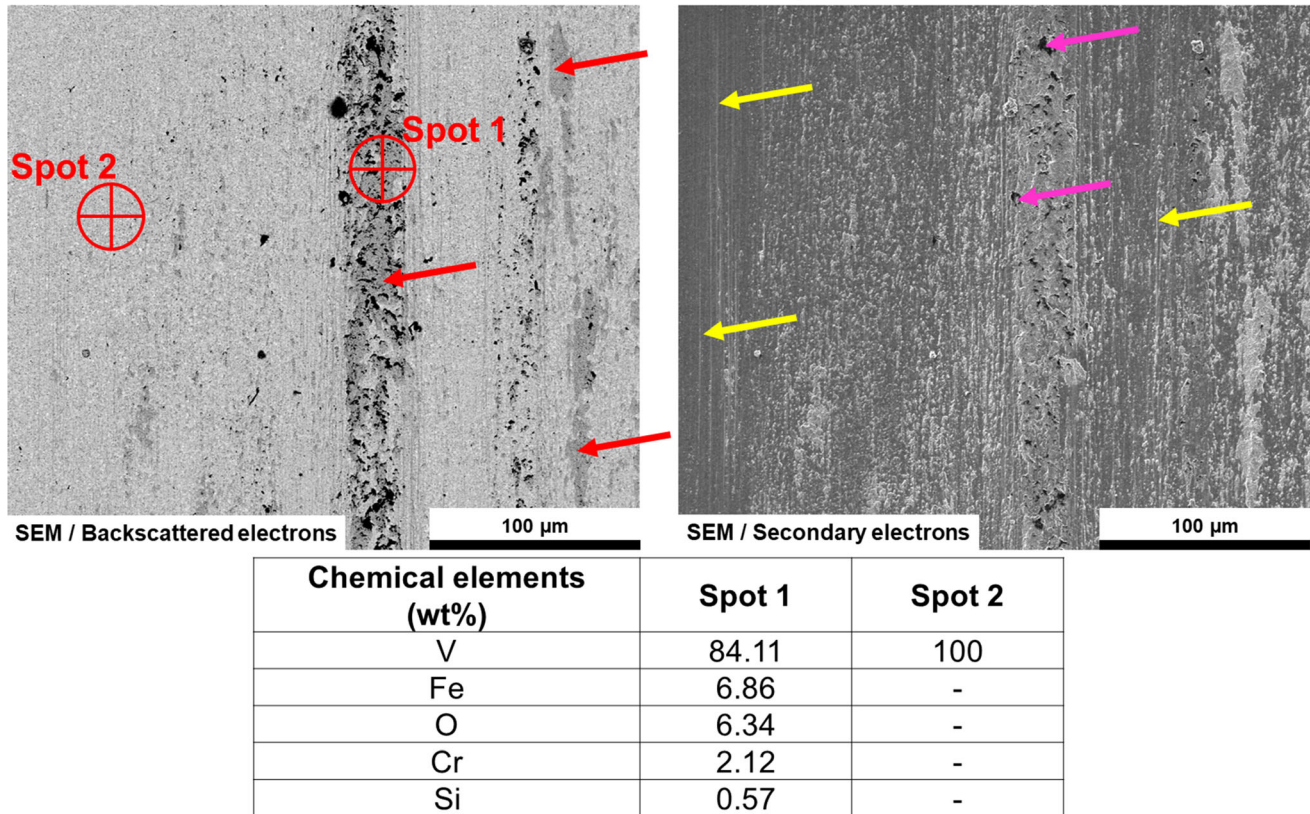 Spot 1
Spot 2
SEM / Backscattered electrons
100 µm
SEM / Secondary electrons
100 µm
Chemical elements (wt%) Spot 1 Spot 2
V 84.11 100
Fe 6.86 -
O 6.34 -
Cr 2.12 -
Si 0.57 -